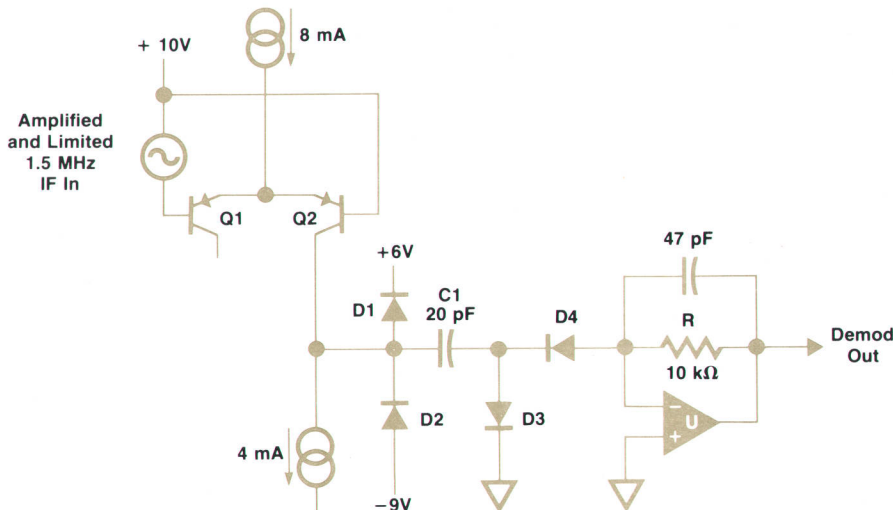 8 mA
+ 10V
Amplified
and Limited
1.5 MHz
IF In
Q1
Q2
+6V
C1
20 pF
D1
D4
47 pF
R
10 kΩ
Demod
Out
D2
D3
−
+
U
4 mA
−9V